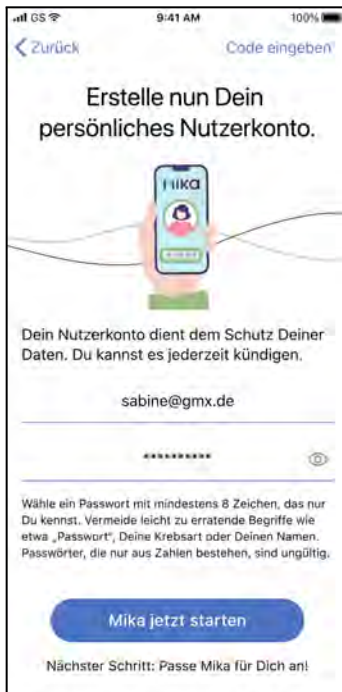 GS 9:41 AM 100%
Zurück Code eingeben
Erstelle nun Dein
persönliches Nutzerkonto.
Mika
Dein Nutzerkonto dient dem Schutz Deiner
Daten. Du kannst es jederzeit kündigen.
sabine@gmx.de
**********
Wähle ein Passwort mit mindestens 8 Zeichen, das nur
Du kennst. Vermeide leicht zu erratende Begriffe wie
etwa „Passwort", Deine Krebsart oder Deinen Namen.
Passwörter, die nur aus Zahlen bestehen, sind ungültig.
Mika jetzt starten
Nächster Schritt: Passe Mika für Dich an!